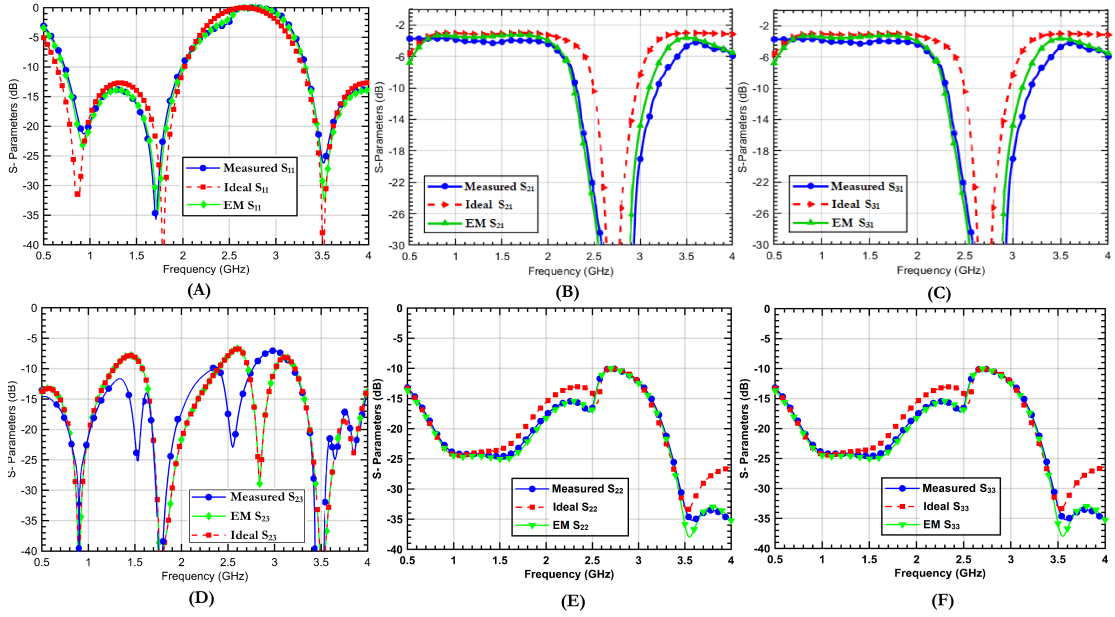 0
-5
-10
-15
-20
-25
-30
-35
-40
S- Parameters (dB)
Measured S11
Ideal S11
EM S11
0.5 1 1.5 2 2.5 3 3.5 4
Frequency (GHz)
(A)
-2
-6
-10
-14
-18
-22
-26
-30
S- Parameters (dB)
Measured S21
Ideal S21
EM S21
0.5 1 1.5 2 2.5 3 3.5 4
Frequency (GHz)
(B)
-2
-6
-10
-14
-18
-22
-26
-30
S- Parameters (dB)
Measured S31
Ideal S31
EM S31
0.5 1 1.5 2 2.5 3 3.5 4
Frequency (GHz)
(C)
0
-5
-10
-15
-20
-25
-30
-35
-40
S- Parameters (dB)
Measured S23
EM S23
Ideal S23
0.5 1 1.5 2 2.5 3 3.5 4
Frequency (GHz)
(D)
0
-5
-10
-15
-20
-25
-30
-35
-40
S- Parameters (dB)
Measured S22
Ideal S22
EM S22
0.5 1 1.5 2 2.5 3 3.5 4
Frequency (GHz)
(E)
0
-5
-10
-15
-20
-25
-30
-35
-40
S- Parameters (dB)
Measured S33
Ideal S33
EM S33
0.5 1 1.5 2 2.5 3 3.5 4
Frequency (GHz)
(F)